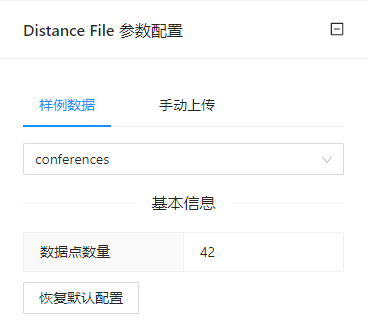 Distance File 参数配置
样例数据 手动上传
conferences
基本信息
数据点数量 42
恢复默认配置